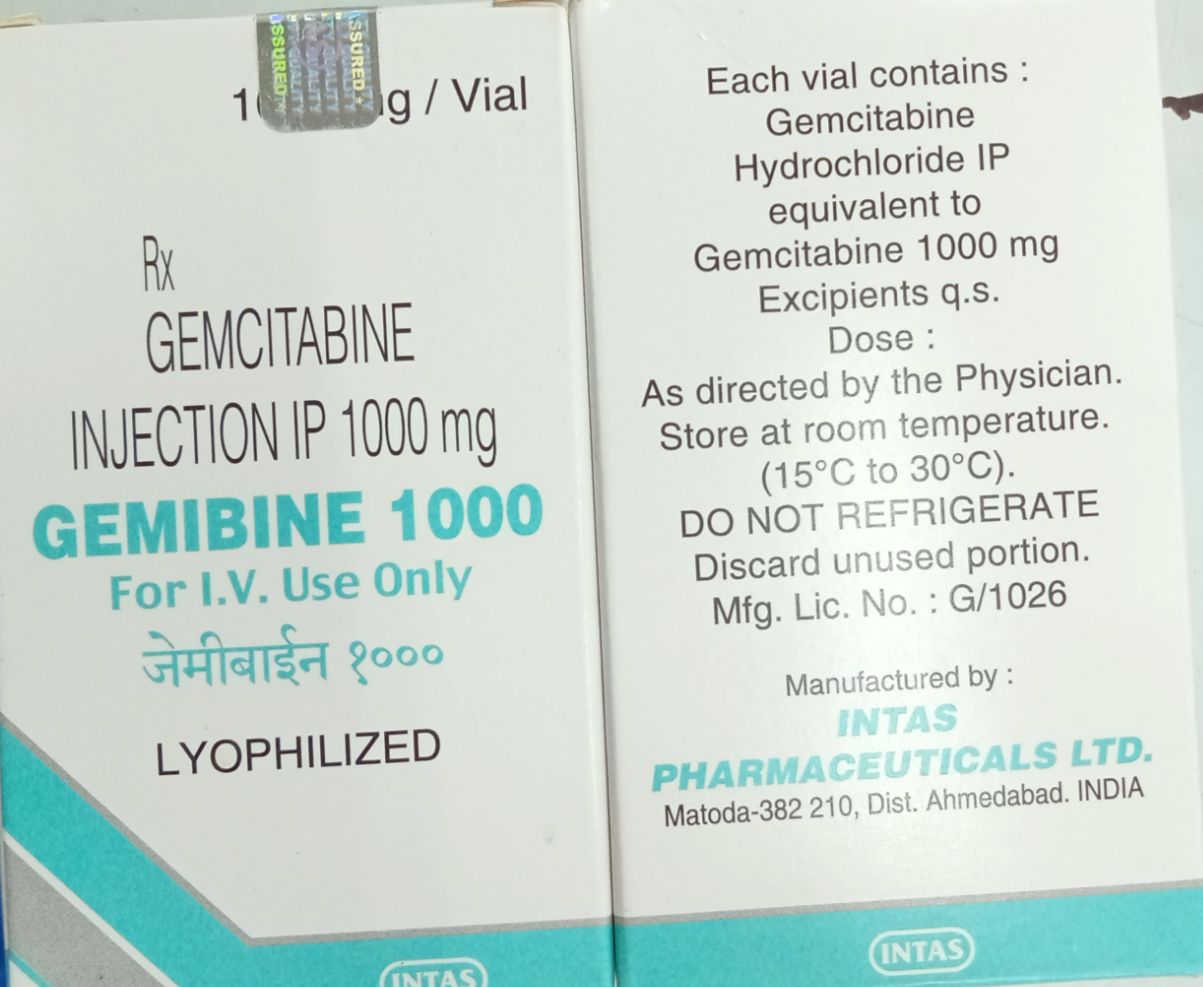 ASSURED
QUALITY
ASSURED
g / Vial
Rx
GEMCITABINE
INJECTION IP 1000 mg
GEMIBINE 1000
For I.V. Use Only
जेमीबाईन १०००
LYOPHILIZED
INTAS
Each vial contains :
Gemcitabine
Hydrochloride IP
equivalent to
Gemcitabine 1000 mg
Excipients q.s.
Dose :
As directed by the Physician.
Store at room temperature.
(15°C to 30°C).
DO NOT REFRIGERATE
Discard unused portion.
Mfg. Lic. No. : G/1026
Manufactured by :
INTAS
PHARMACEUTICALS LTD.
Matoda-382 210, Dist. Ahmedabad. INDIA
INTAS